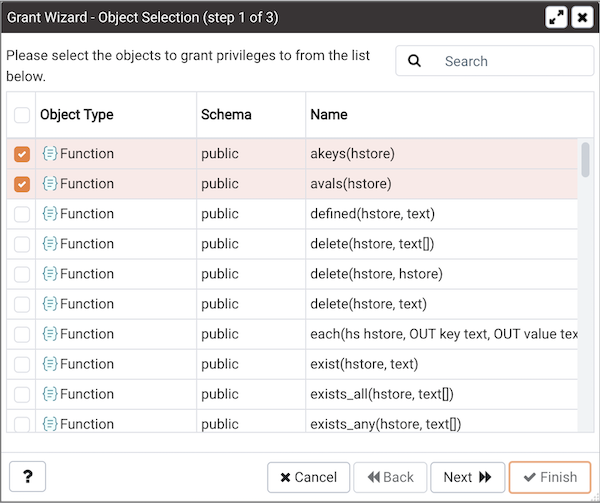 Grant Wizard - Object Selection (step 1 of 3)
Please select the objects to grant privileges to from the list
below.
Search
Object Type Schema Name
Function public akeys(hstore)
Function public avals(hstore)
Function public defined(hstore, text)
Function public delete(hstore, text[])
Function public delete(hstore, hstore)
Function public delete(hstore, text)
Function public each(hs hstore, OUT key text, OUT value tex
Function public exist(hstore, text)
Function public exists_all(hstore, text[])
Function public exists_any(hstore, text[])
? Cancel Back Next Finish